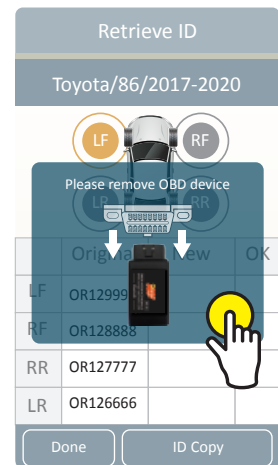 Retrieve ID
Toyota/86/2017-2020
LF RF
Please remove OBD device
LR RR
Original New OK
LF OR12999
RF OR128888
RR OR127777
LR OR126666
Done ID Copy